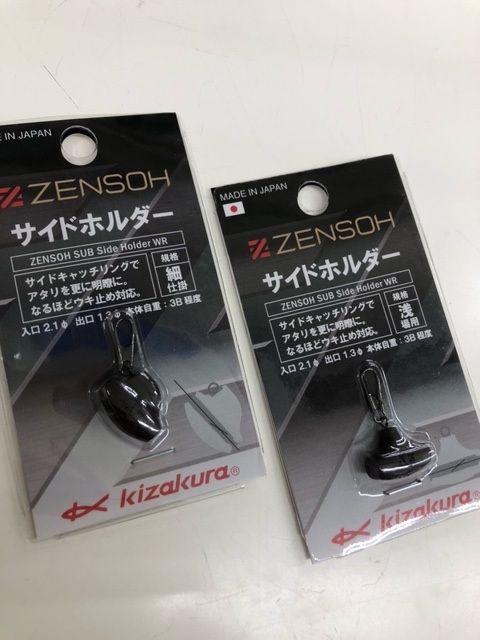 E IN JAPAN
ZENSOH
サイドホルダー
ZENSOH SUB Side Holder WR
サイドキャッチリングで
アタリを更に明際に。
なるほどウキ止め対応。
規格
細
仕掛
入口 2.1φ 出口 1.3φ 本体自重:3B程度
kizakura®
MADE IN JAPAN
ZENSOH
サイドホルダー
ZENSOH SUB Side Holder WR
サイドキャッチリングで
アタリを更に明際に。
なるほどウキ止め対応。
規格
浅
場用
入口 2.1φ 出口 1.3φ 本体自重:3B程度
kizakura®